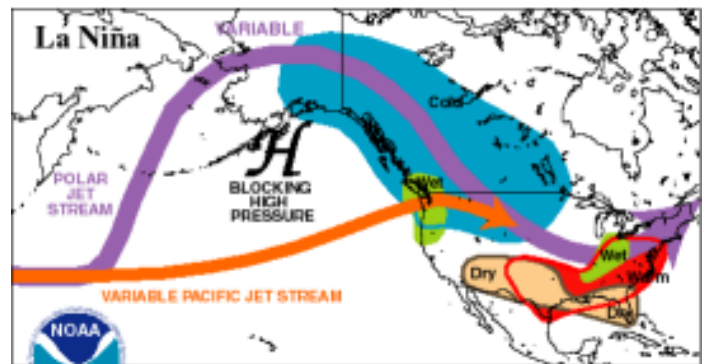 La Niña
VARIABLE
Cold
POLAR
JET
STREAM
H
BLOCKING
HIGH
PRESSURE
Wet
Wet
Dry
Warm
Dry
VARIABLE PACIFIC JET STREAM
NOAA